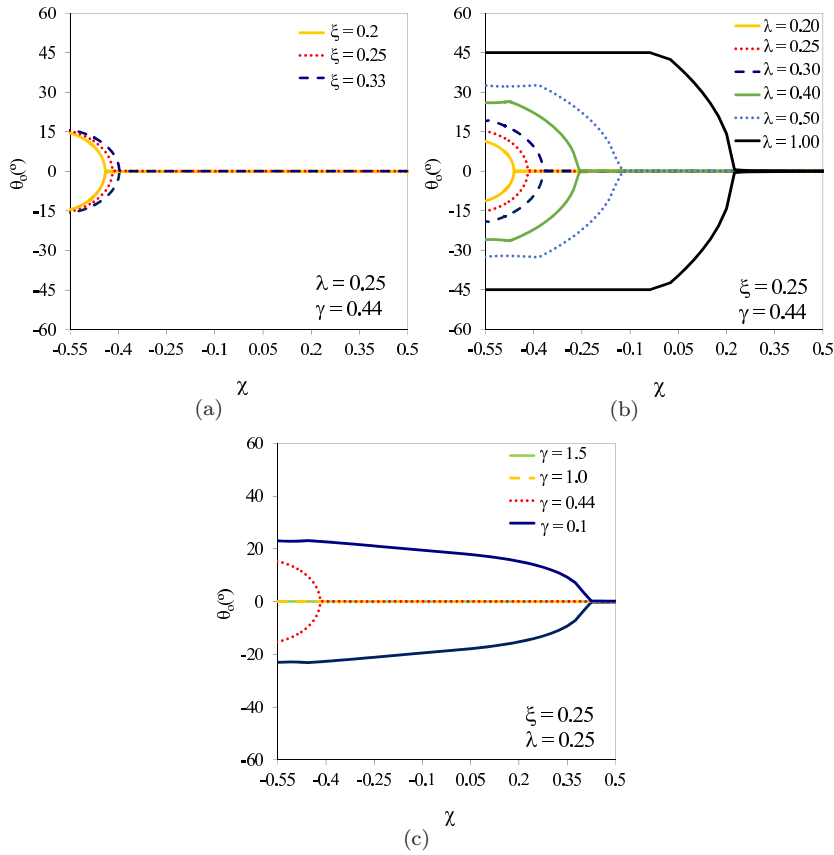 60
45
30
15
0
-15
-30
-45
-60
θ₀(º)
ξ = 0.2
ξ = 0.25
ξ = 0.33
λ = 0.25
γ = 0.44
-0.55 -0.4 -0.25 -0.1 0.05 0.2 0.35 0.5
χ
(a)
60
45
30
15
0
-15
-30
-45
-60
θ₀(º)
λ = 0.20
λ = 0.25
λ = 0.30
λ = 0.40
λ = 0.50
λ = 1.00
ξ = 0.25
γ = 0.44
-0.55 -0.4 -0.25 -0.1 0.05 0.2 0.35 0.5
χ
(b)
60
40
20
0
-20
-40
-60
θ₀(º)
γ = 1.5
γ = 1.0
γ = 0.44
γ = 0.1
ξ = 0.25
λ = 0.25
-0.55 -0.4 -0.25 -0.1 0.05 0.2 0.35 0.5
χ
(c)